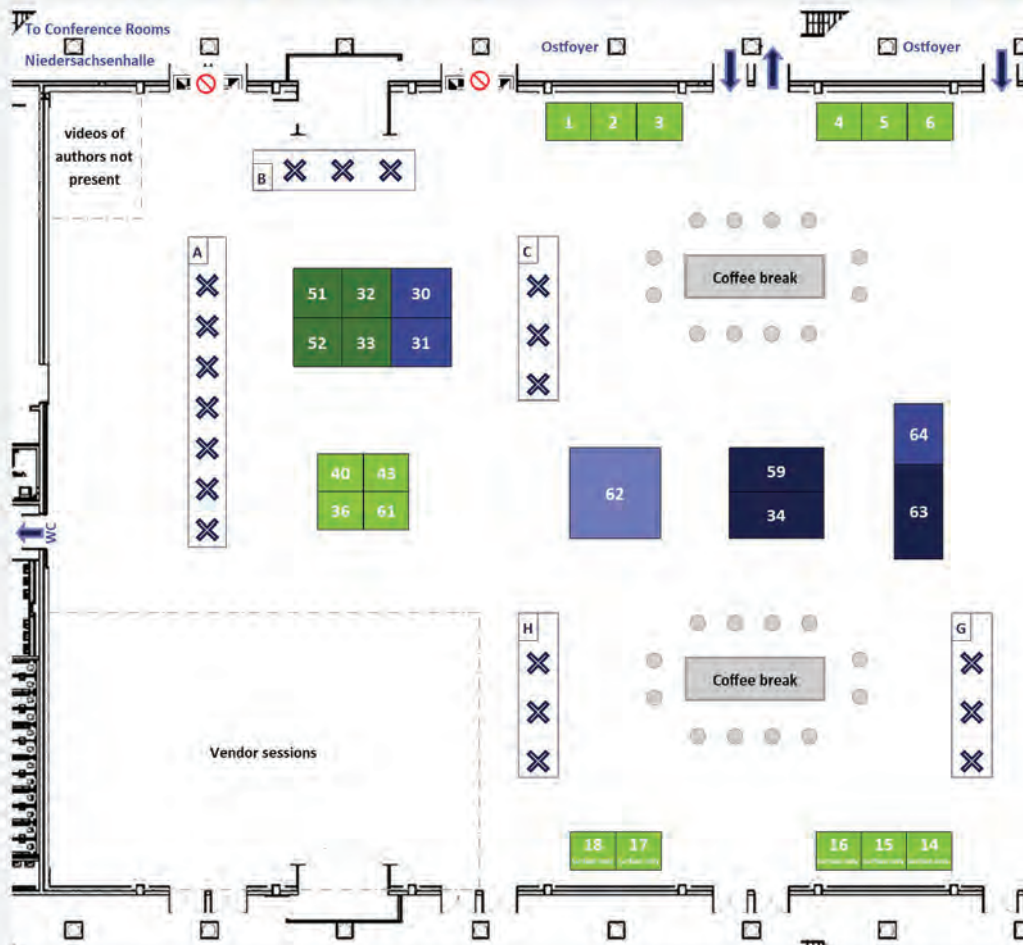 To Conference Rooms
Niedersachsenhalle
Ostfoyer
Ostfoyer
videos of
authors not
present
1 2 3
4 5 6
B
A
C
Coffee break
51 32 30
52 33 31
64
40 43
36 61
62
59
34
63
WC
H
G
Coffee break
Vendor sessions
18 17
16 15 14